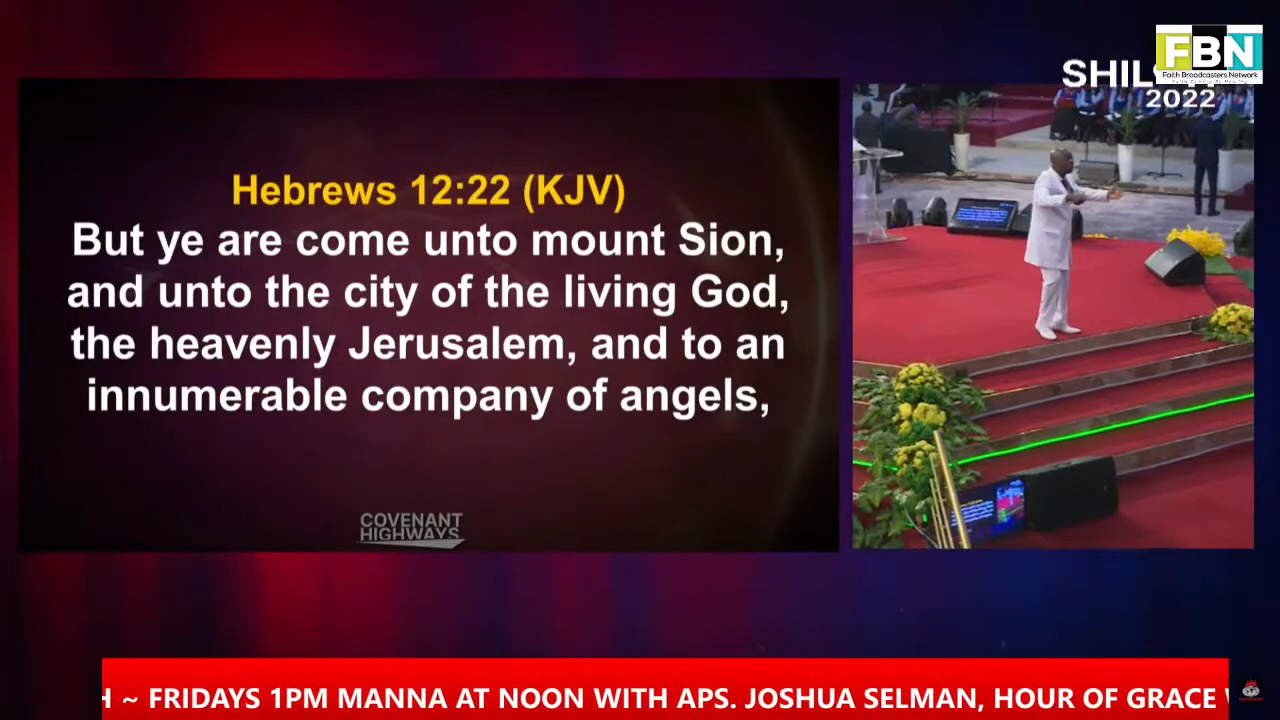 FBN
Faith Broadcasters Network
SHIL
2022
Hebrews 12:22 (KJV)
But ye are come unto mount Sion,
and unto the city of the living God,
the heavenly Jerusalem, and to an
innumerable company of angels,
COVENANT
HIGHWAYS
~ FRIDAYS 1PM MANNA AT NOON WITH APS. JOSHUA SELMAN, HOUR OF GRACE